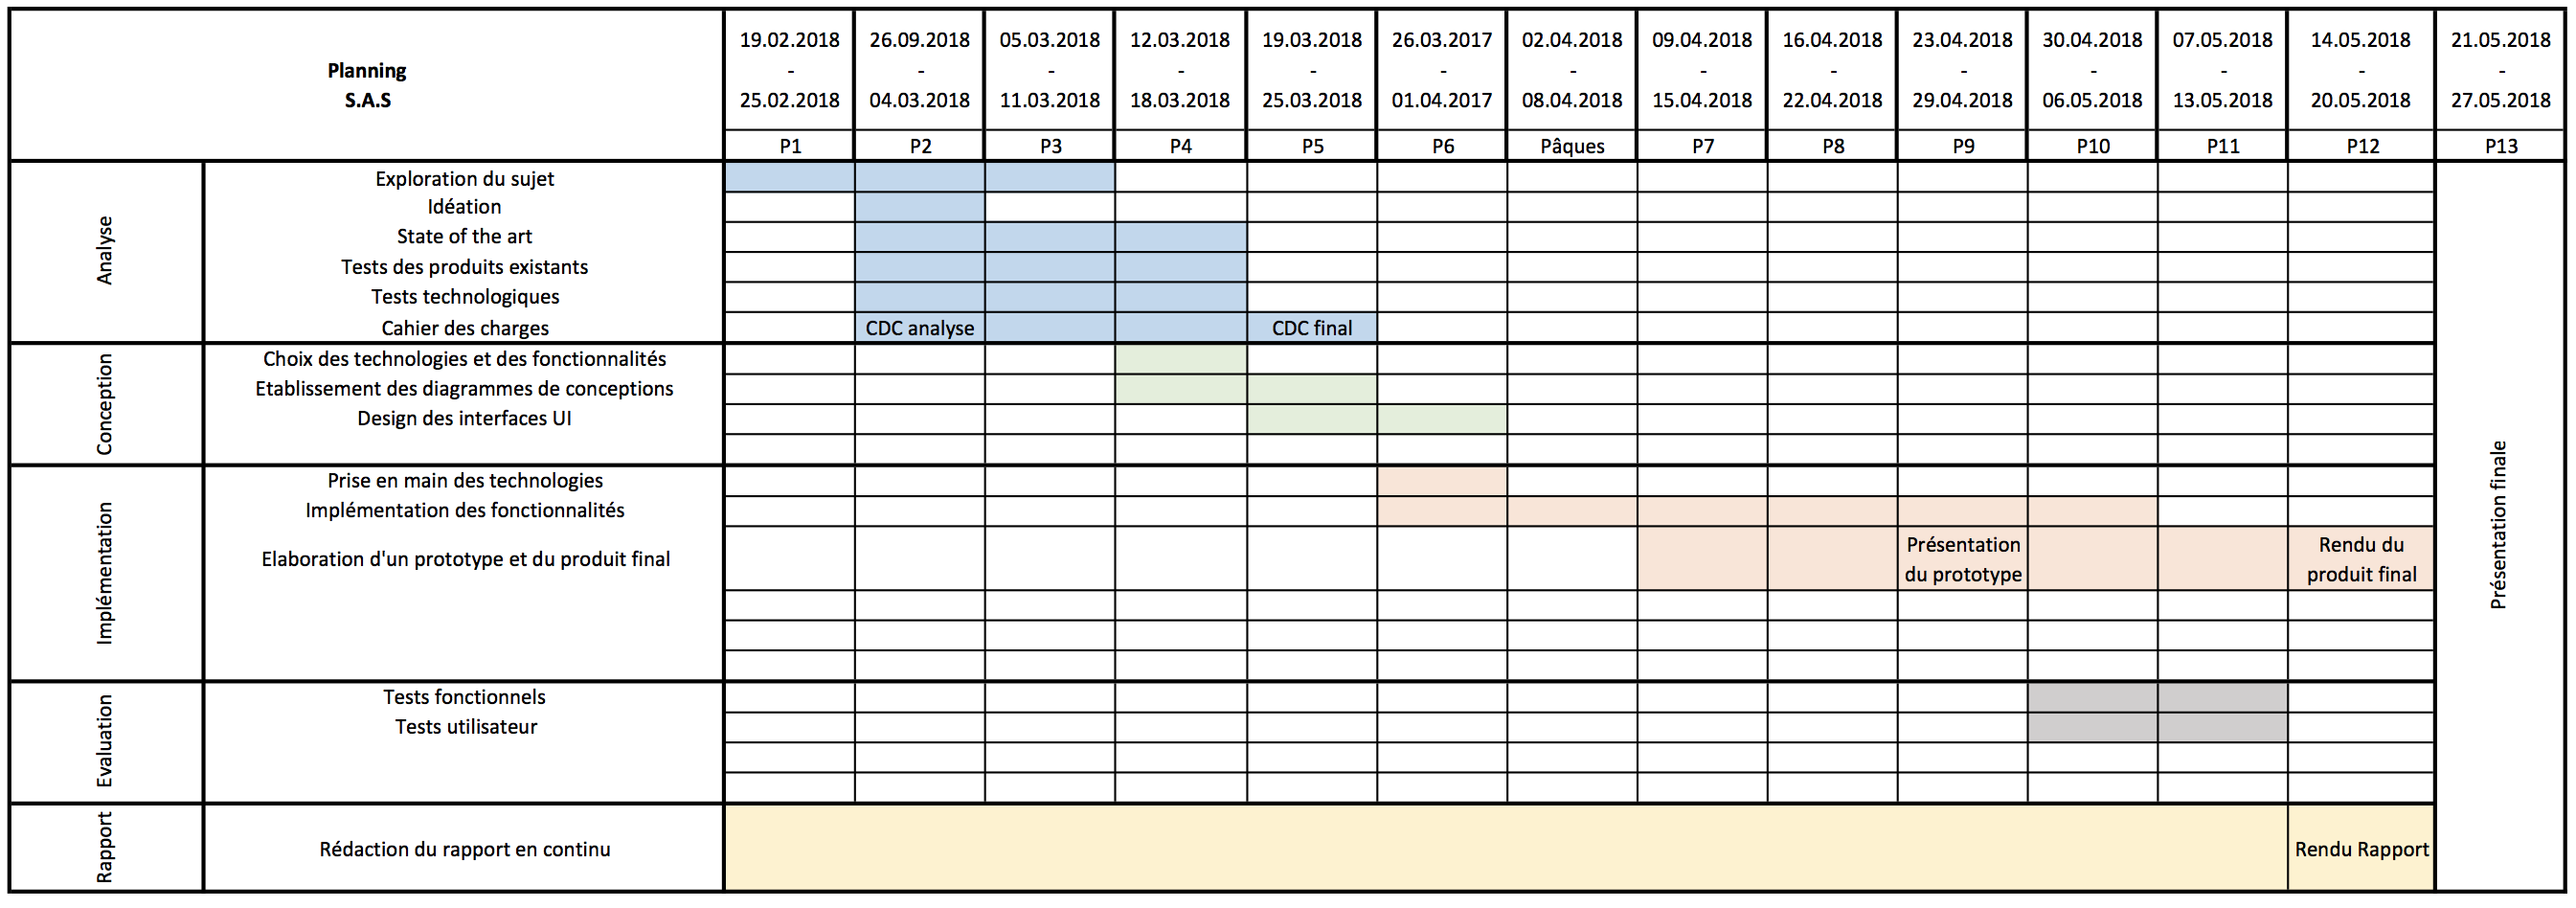 Planning
S.A.S
19.02.2018
-
25.02.2018
26.09.2018
-
04.03.2018
05.03.2018
-
11.03.2018
12.03.2018
-
18.03.2018
19.03.2018
-
25.03.2018
26.03.2017
-
01.04.2017
02.04.2018
-
08.04.2018
09.04.2018
-
15.04.2018
16.04.2018
-
22.04.2018
23.04.2018
-
29.04.2018
30.04.2018
-
06.05.2018
07.05.2018
-
13.05.2018
14.05.2018
-
20.05.2018
21.05.2018
-
27.05.2018
P1
P2
P3
P4
P5
P6
Pâques
P7
P8
P9
P10
P11
P12
P13
Analyse
Exploration du sujet
Idéation
State of the art
Tests des produits existants
Tests technologiques
Cahier des charges
CDC analyse
CDC final
Conception
Choix des technologies et des fonctionnalités
Etablissement des diagrammes de conceptions
Design des interfaces UI
Implémentation
Prise en main des technologies
Implémentation des fonctionnalités
Elaboration d'un prototype et du produit final
Présentation
du prototype
Rendu du
produit final
Evaluation
Tests fonctionnels
Tests utilisateur
Rapport
Rédaction du rapport en continu
Rendu Rapport
Présentation finale